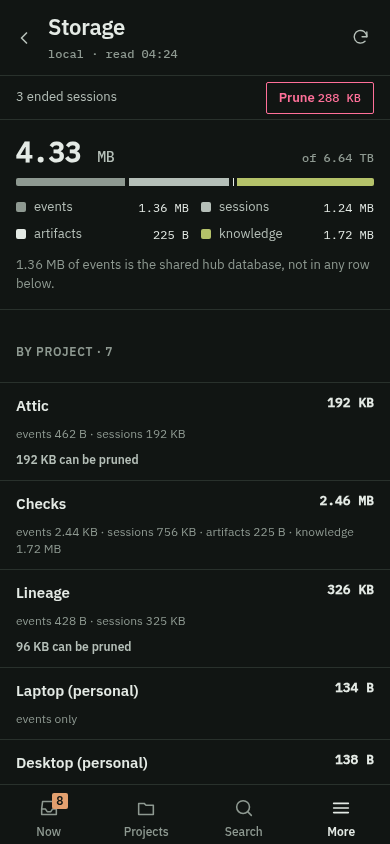 Storage
local · read 04:24
3 ended sessions
Prune 288 KB
4.33 MB
of 6.64 TB
events 1.36 MB
sessions 1.24 MB
artifacts 225 B
knowledge 1.72 MB
1.36 MB of events is the shared hub database, not in any row
below.
BY PROJECT · 7
Attic 192 KB
events 462 B · sessions 192 KB
192 KB can be pruned
Checks 2.46 MB
events 2.44 KB · sessions 756 KB · artifacts 225 B · knowledge
1.72 MB
Lineage 326 KB
events 428 B · sessions 325 KB
96 KB can be pruned
Laptop (personal) 134 B
events only
Desktop (personal) 138 B
8
Now Projects Search More